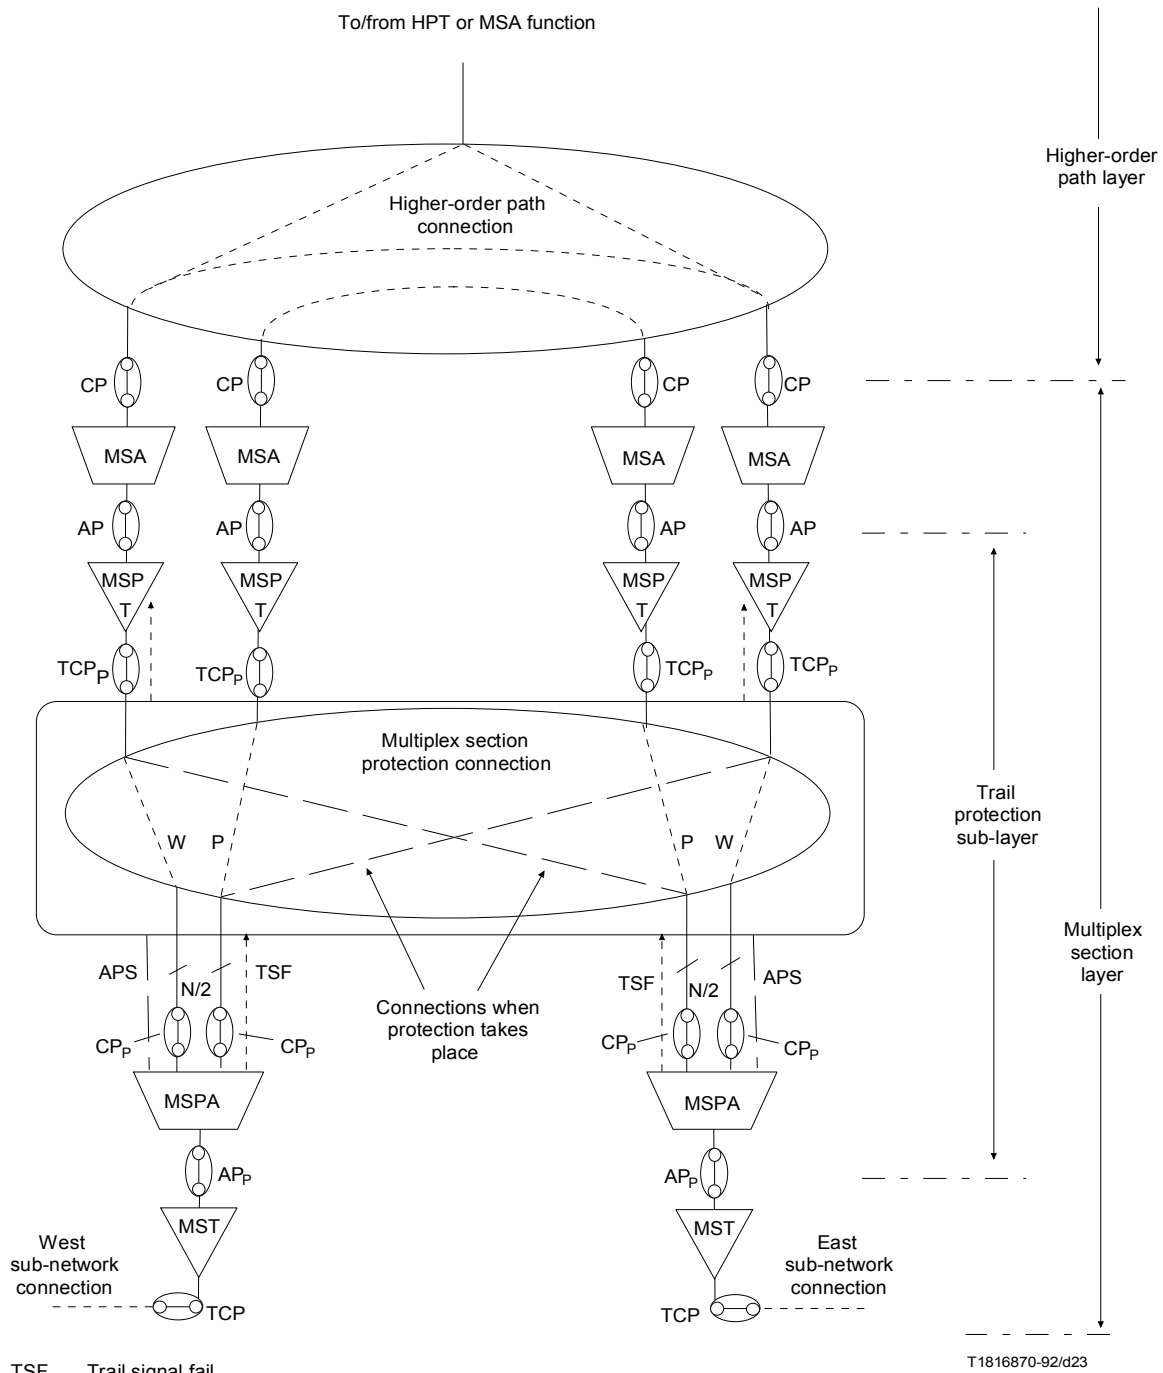 To/from HPT or MSA function
Higher-order
path layer
Higher-order path
connection
CP
CP
CP
CP
MSA
MSA
MSA
MSA
AP
AP
AP
AP
MSP
T
MSP
T
MSP
T
MSP
T
TCPP
TCPP
TCPP
TCPP
Multiplex section
protection connection
W
P
P
W
Trail
protection
sub-layer
Multiplex
section
layer
APS
N/2
TSF
Connections when
protection takes
place
TSF
N/2
APS
CPP
CPP
CPP
CPP
MSPA
MSPA
APP
APP
MST
MST
West
sub-network
connection
East
sub-network
connection
TCP
TCP
T1816870-92/d23
TSF Trail signal fail